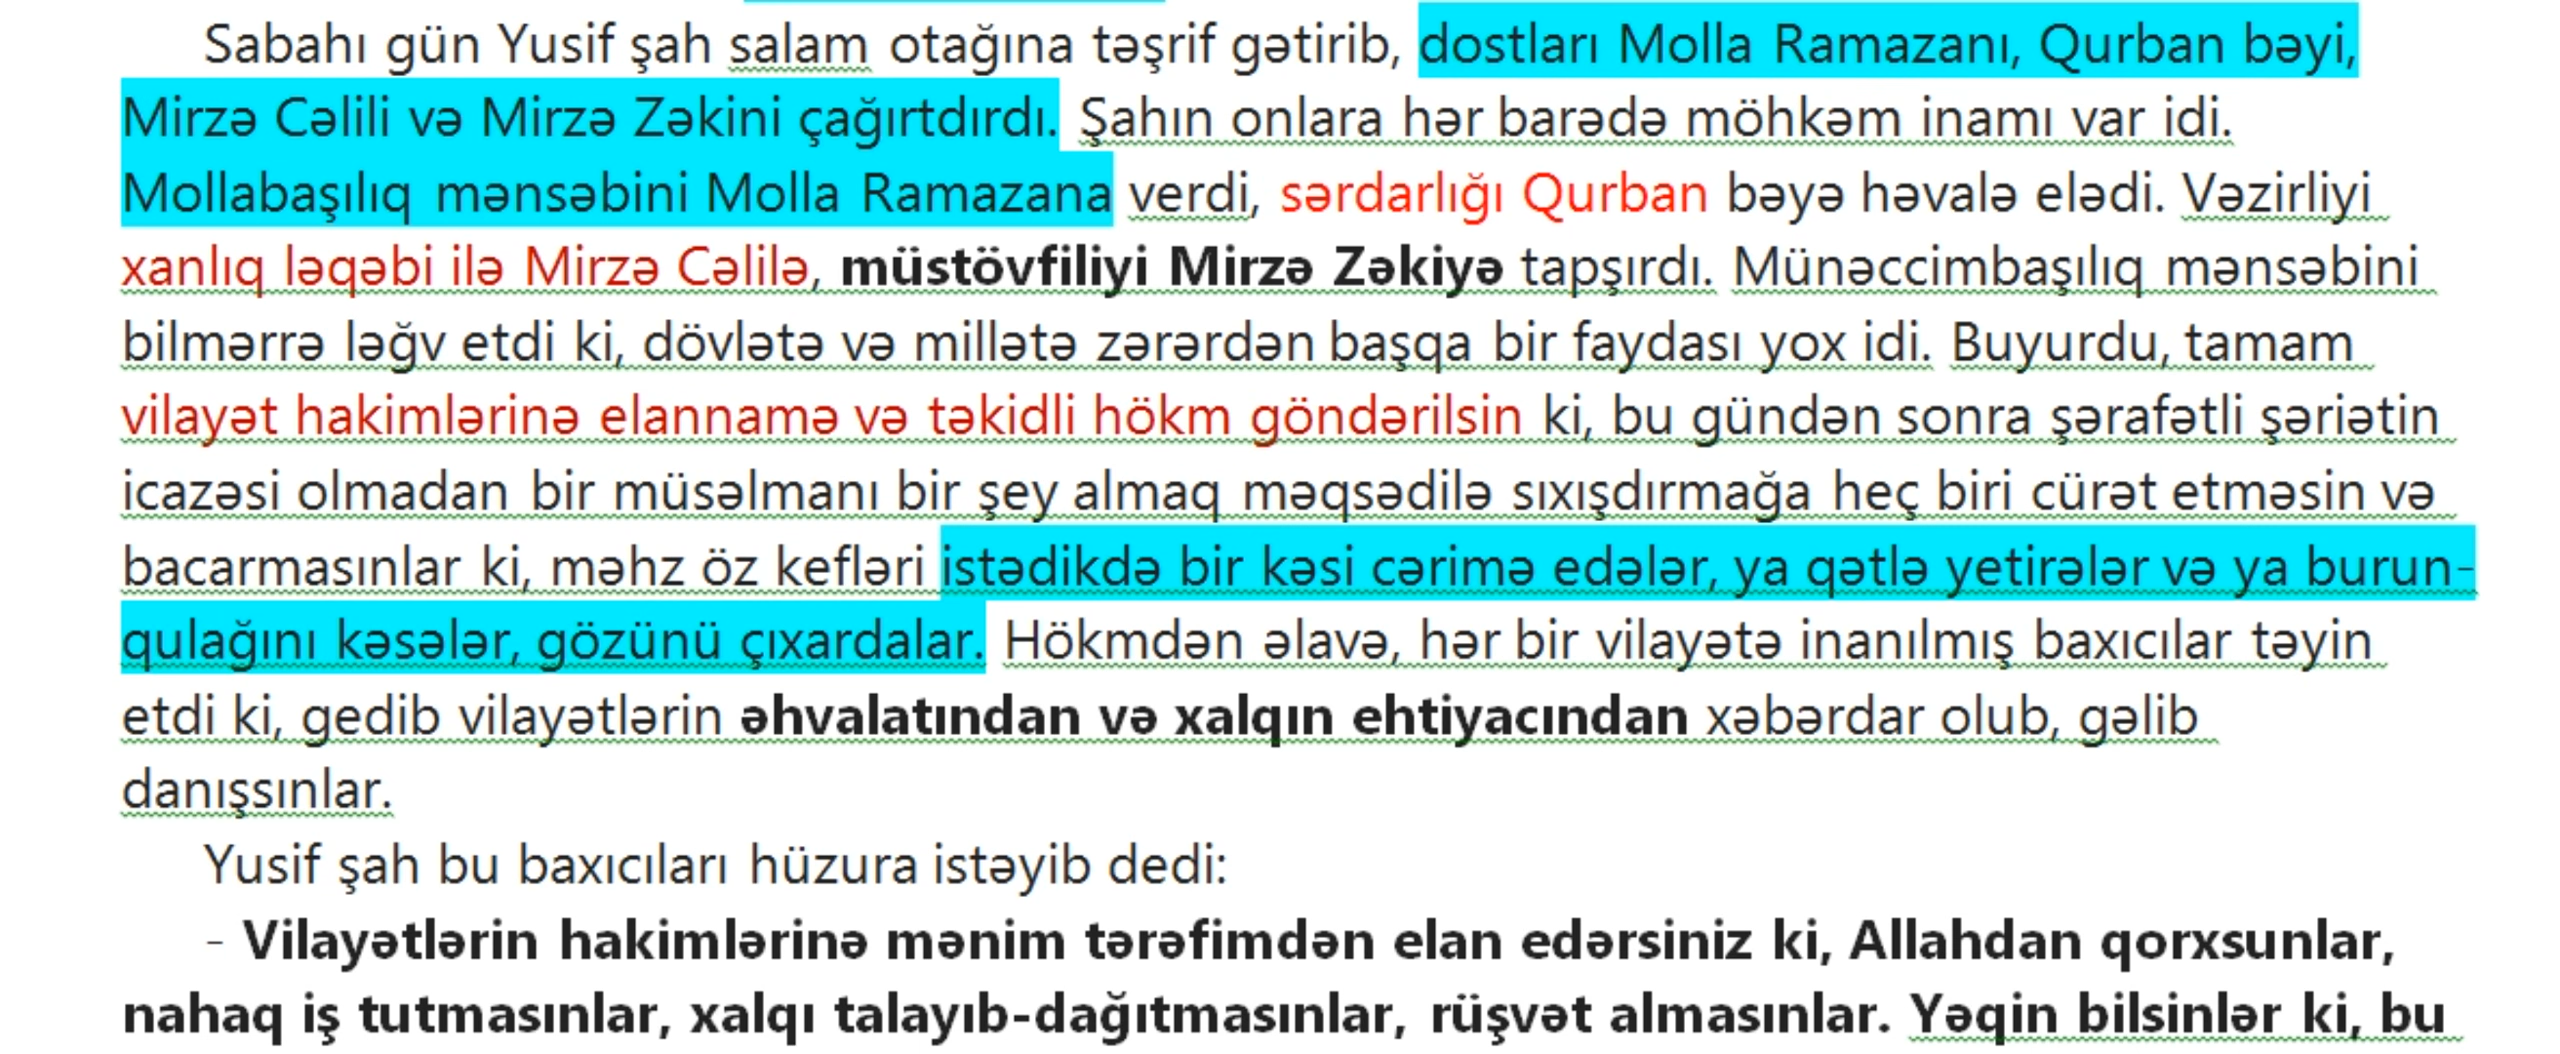 Sabahı gün Yusif şah salam otağına təşrif gətirib, dostları Molla Ramazanı, Qurban bəyi,
Mirzə Cəlili və Mirzə Zəkini çağırtdırdı. Şahın onlara hər barədə möhkəm inamı var idi.
Mollabaşılıq mənsəbini Molla Ramazana verdi, sərdarlığı Qurban bəyə həvalə elədi. Vəzirliyi
xanlıq ləqəbi ilə Mirzə Cəlilə, müstövfiliyi Mirzə Zəkiyə tapşırdı. Münəccimbaşılıq mənsəbini
bilmərrə ləğv etdi ki, dövlətə və millətə zərərdən başqa bir faydası yox idi. Buyurdu, tamam
vilayət hakimlərinə elannamə və təkidli hökm göndərilsin ki, bu gündən sonra şərafətli şəriətin
icazəsi olmadan bir müsəlmanı bir şey almaq məqsədilə sıxışdırmağa heç biri cürət etməsin və
bacarmasınlar ki, məhz öz kefləri istədikdə bir kəsi cərimə edələr, ya qətlə yetirələr və ya burun-
qulağını kəsələr, gözünü çıxardalar. Hökmdən əlavə, hər bir vilayətə inanılmış baxıcılar təyin
etdi ki, gedib vilayətlərin əhvalatından və xalqın ehtiyacından xəbərdar olub, gəlib
danışsınlar.
Yusif şah bu baxıcıları hüzura istəyib dedi:
- Vilayətlərin hakimlərinə mənim tərəfimdən elan edərsiniz ki, Allahdan qorxsunlar,
nahaq iş tutmasınlar, xalqı talayıb-dağıtmasınlar, rüşvət almasınlar. Yəqin bilsinlər ki, bu